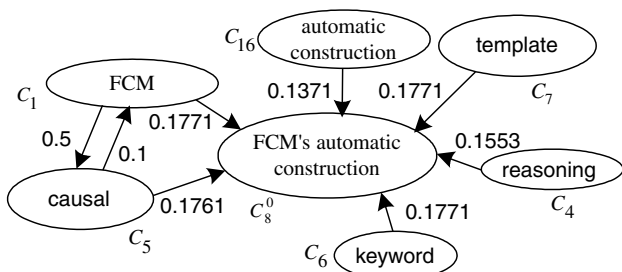 automatic
construction
C16
template
C7
FCM
C1
0.1371
0.1771
0.1771
0.5
0.1
FCM's automatic
construction
0.1553
reasoning
C4
causal
C5
0.1761
C8^0
0.1771
C6
keyword